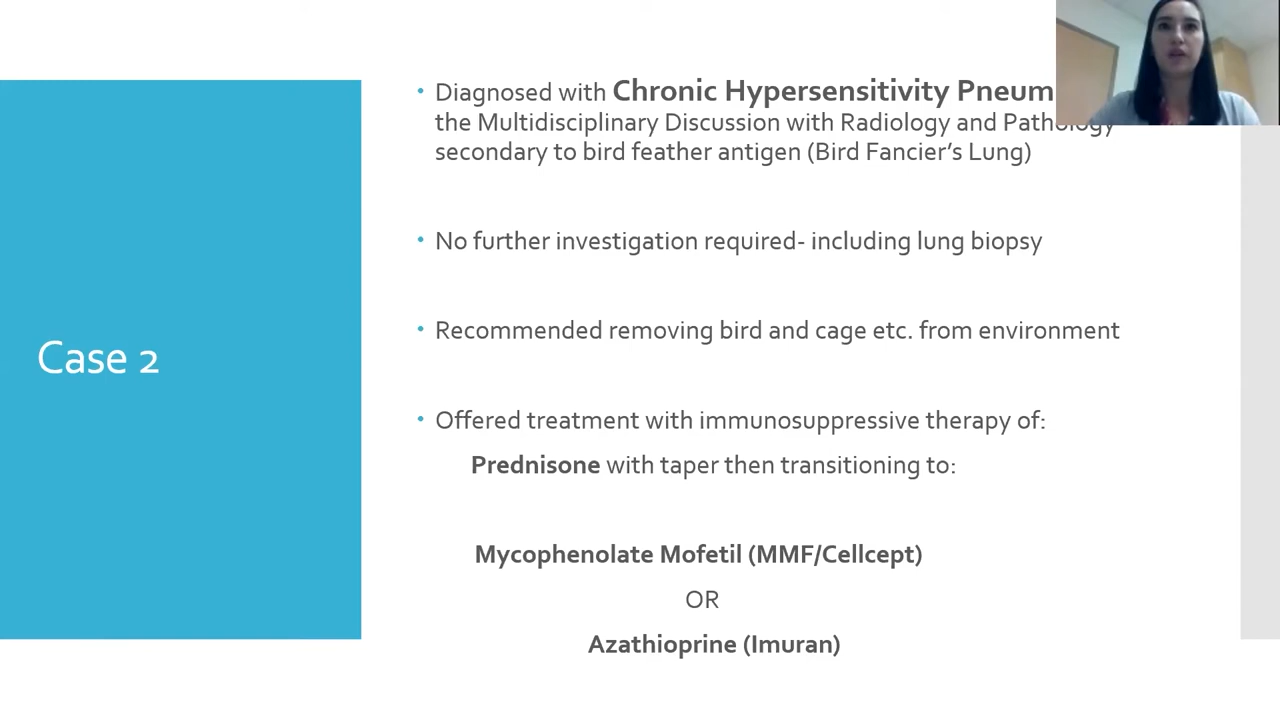 Case 2
• Diagnosed with Chronic Hypersensitivity Pneum
the Multidisciplinary Discussion with Radiology and Pathology
secondary to bird feather antigen (Bird Fancier's Lung)
• No further investigation required- including lung biopsy
• Recommended removing bird and cage etc. from environment
• Offered treatment with immunosuppressive therapy of:
Prednisone with taper then transitioning to:
Mycophenolate Mofetil (MMF/Cellcept)
OR
Azathioprine (Imuran)